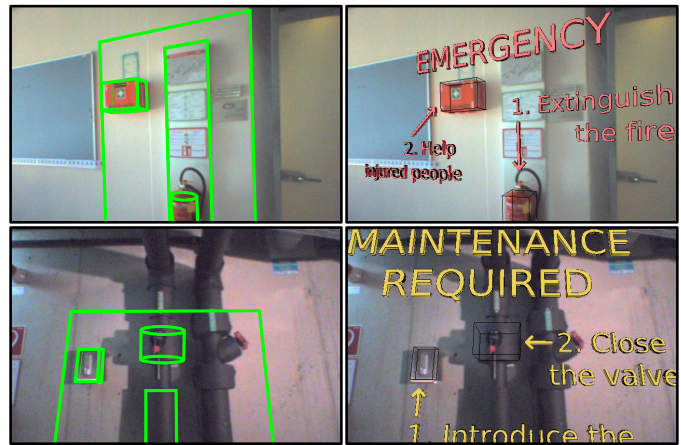 EMERGENCY
1. Extinguish
the fire
2. Help
injured people
MAINTENANCE
REQUIRED
2. Close
the valve
1. Introduce the